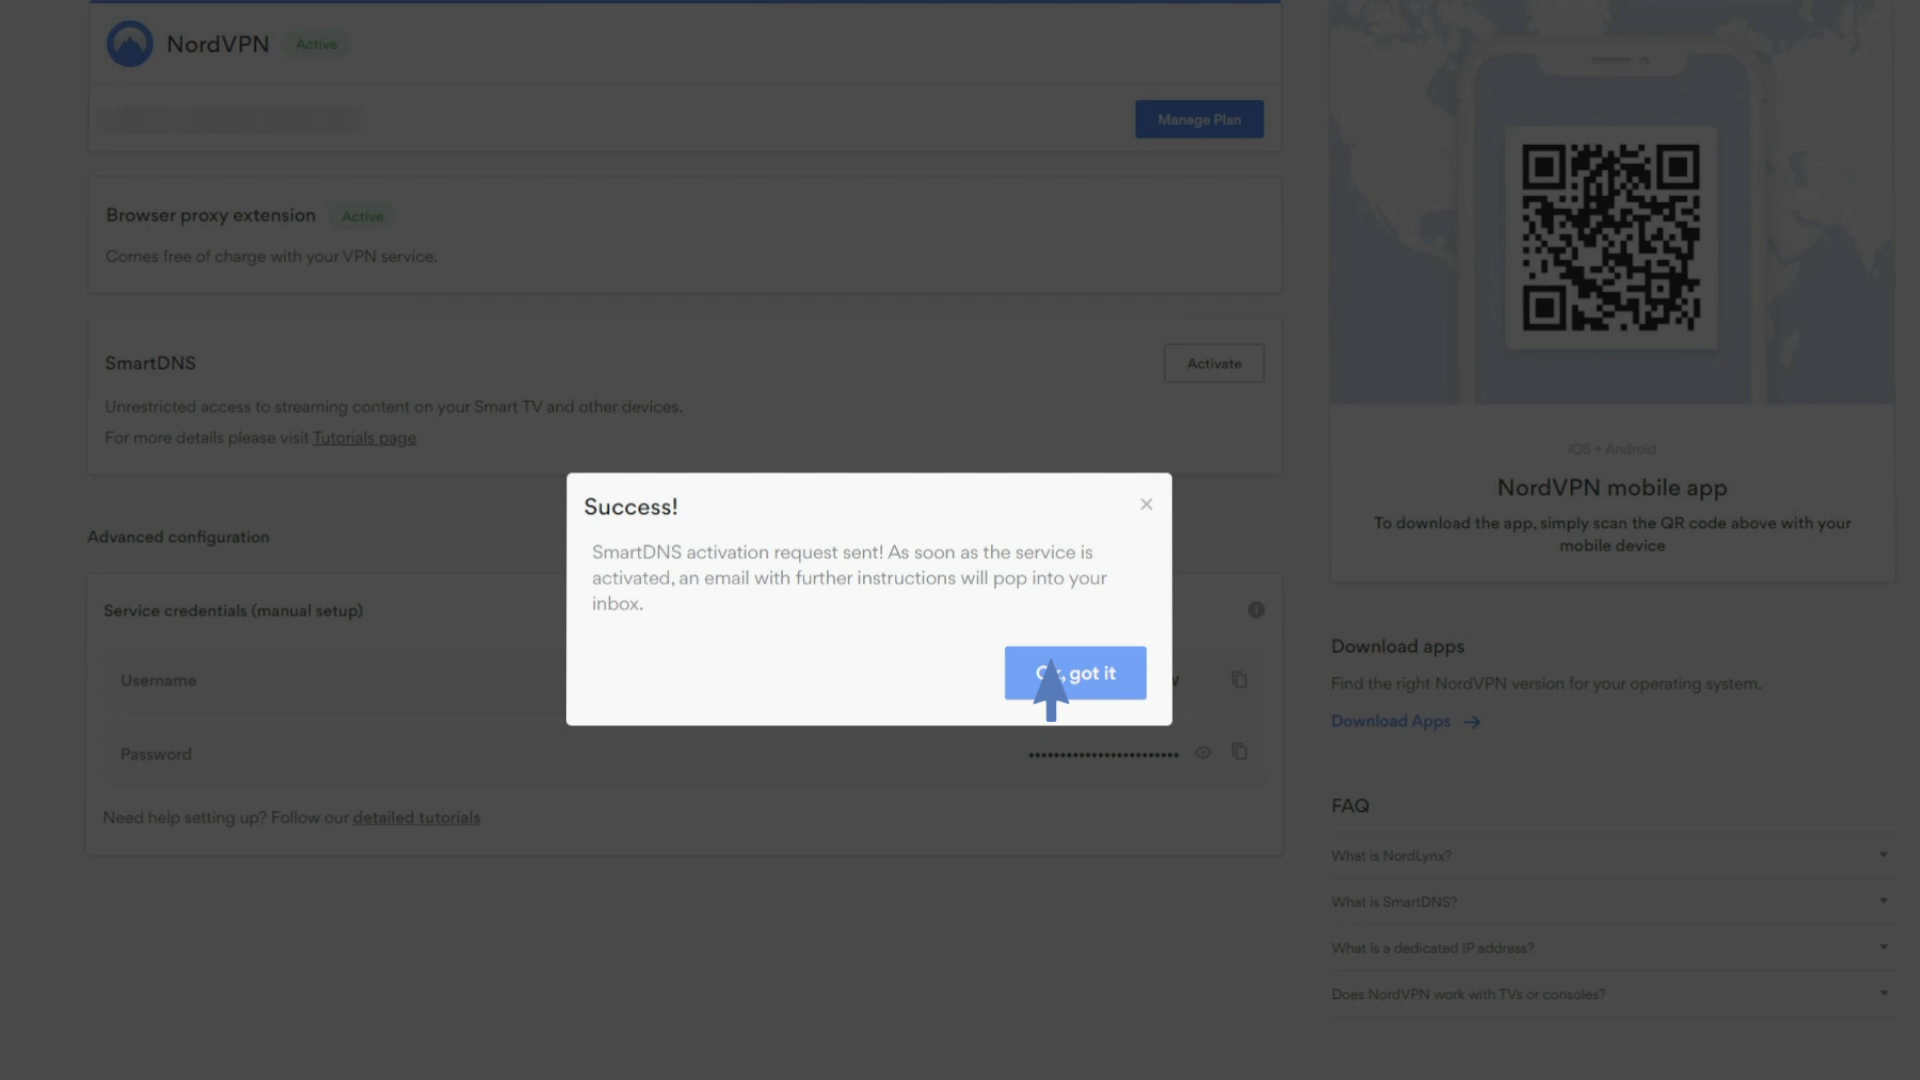 NordVPN Active
Manage Plan
Browser proxy extension Active
Comes free of charge with your VPN service.
SmartDNS
Activate
Unrestricted access to streaming content on your Smart TV and other devices.
For more details please visit Tutorials page
Success!
SmartDNS activation request sent! As soon as the service is
activated, an email with further instructions will pop into your
inbox.
got it
Advanced configuration
Service credentials (manual setup)
Username
Password
Need help setting up? Follow our detailed tutorials
iOS • Android
NordVPN mobile app
To download the app, simply scan the QR code above with your
mobile device
Download apps
Find the right NordVPN version for your operating system.
Download Apps →
FAQ
What is NordLynx?
What is SmartDNS?
What is a dedicated IP address?
Does NordVPN work with TVs or consoles?